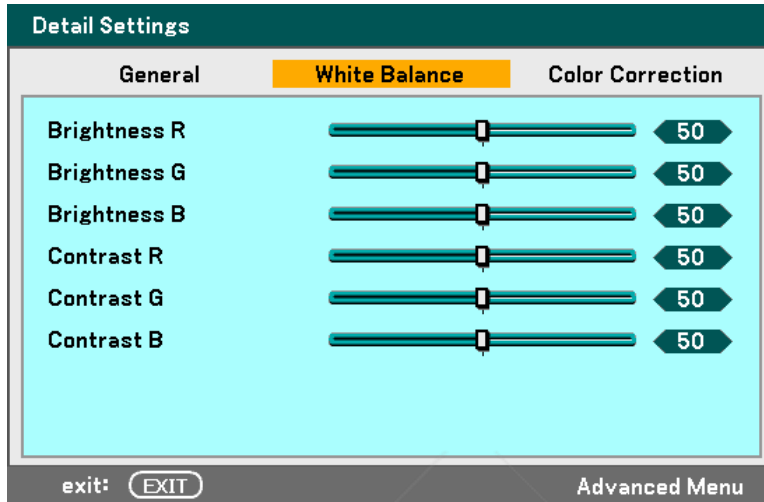 Detail Settings
General White Balance Color Correction
Brightness R 50
Brightness G 50
Brightness B 50
Contrast R 50
Contrast G 50
Contrast B 50
exit: EXIT Advanced Menu